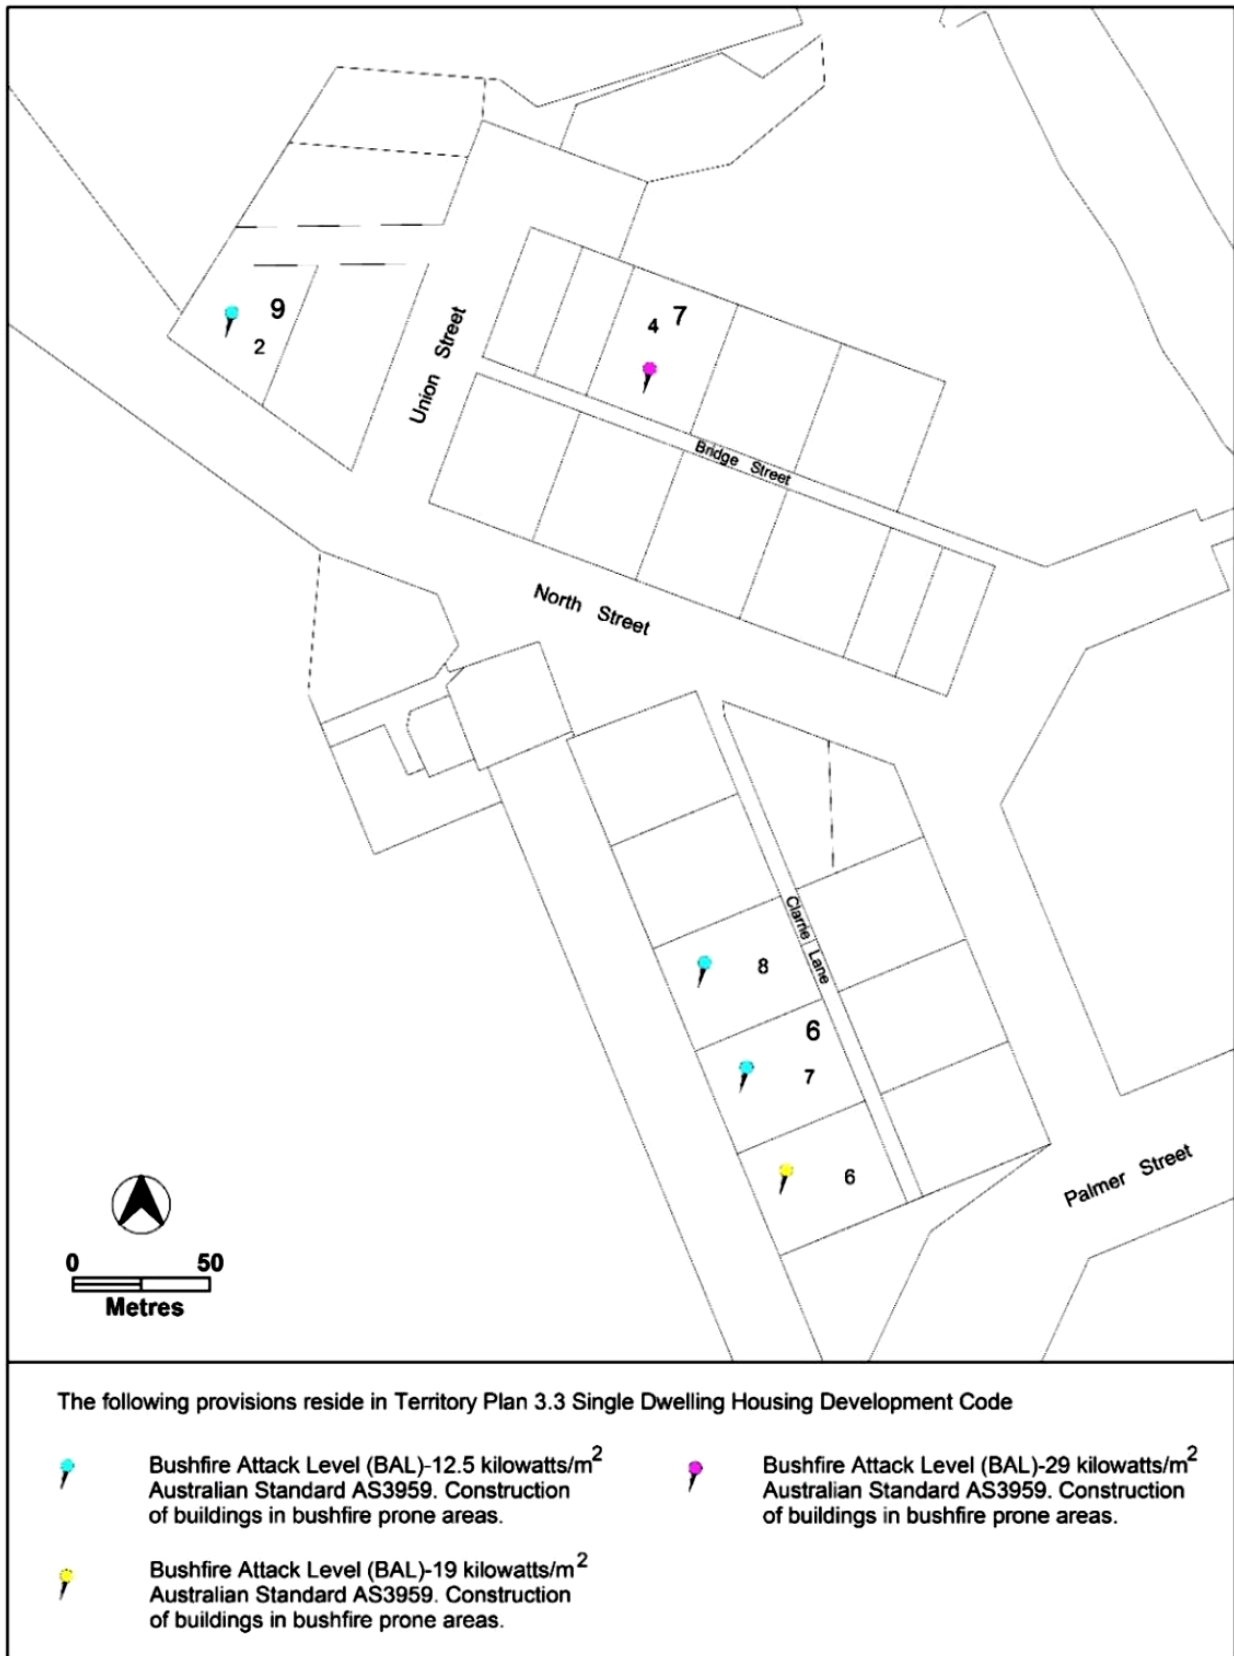 9
2
Union Street
7
4
Bridge Street
North Street
Clarrie Lane
8
6
7
6
Palmer Street
0 50
Metres
The following provisions reside in Territory Plan 3.3 Single Dwelling Housing Development Code
Bushfire Attack Level (BAL)-12.5 kilowatts/m²
Australian Standard AS3959. Construction
of buildings in bushfire prone areas.
Bushfire Attack Level (BAL)-29 kilowatts/m²
Australian Standard AS3959. Construction
of buildings in bushfire prone areas.
Bushfire Attack Level (BAL)-19 kilowatts/m²
Australian Standard AS3959. Construction
of buildings in bushfire prone areas.